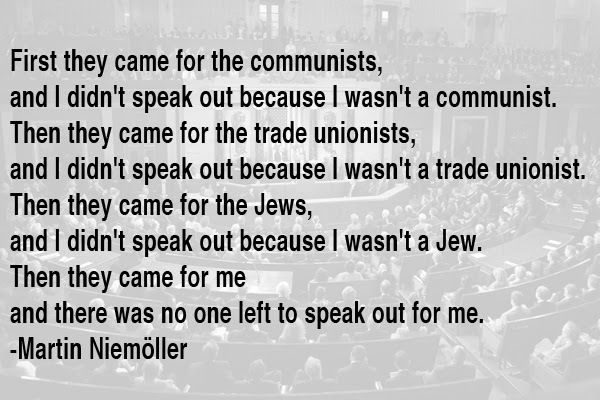 First they came for the communists,
and I didn't speak out because I wasn't a communist.
Then they came for the trade unionists,
and I didn't speak out because I wasn't a trade unionist.
Then they came for the Jews,
and I didn't speak out because I wasn't a Jew.
Then they came for me
and there was no one left to speak out for me.
-Martin Niemöller